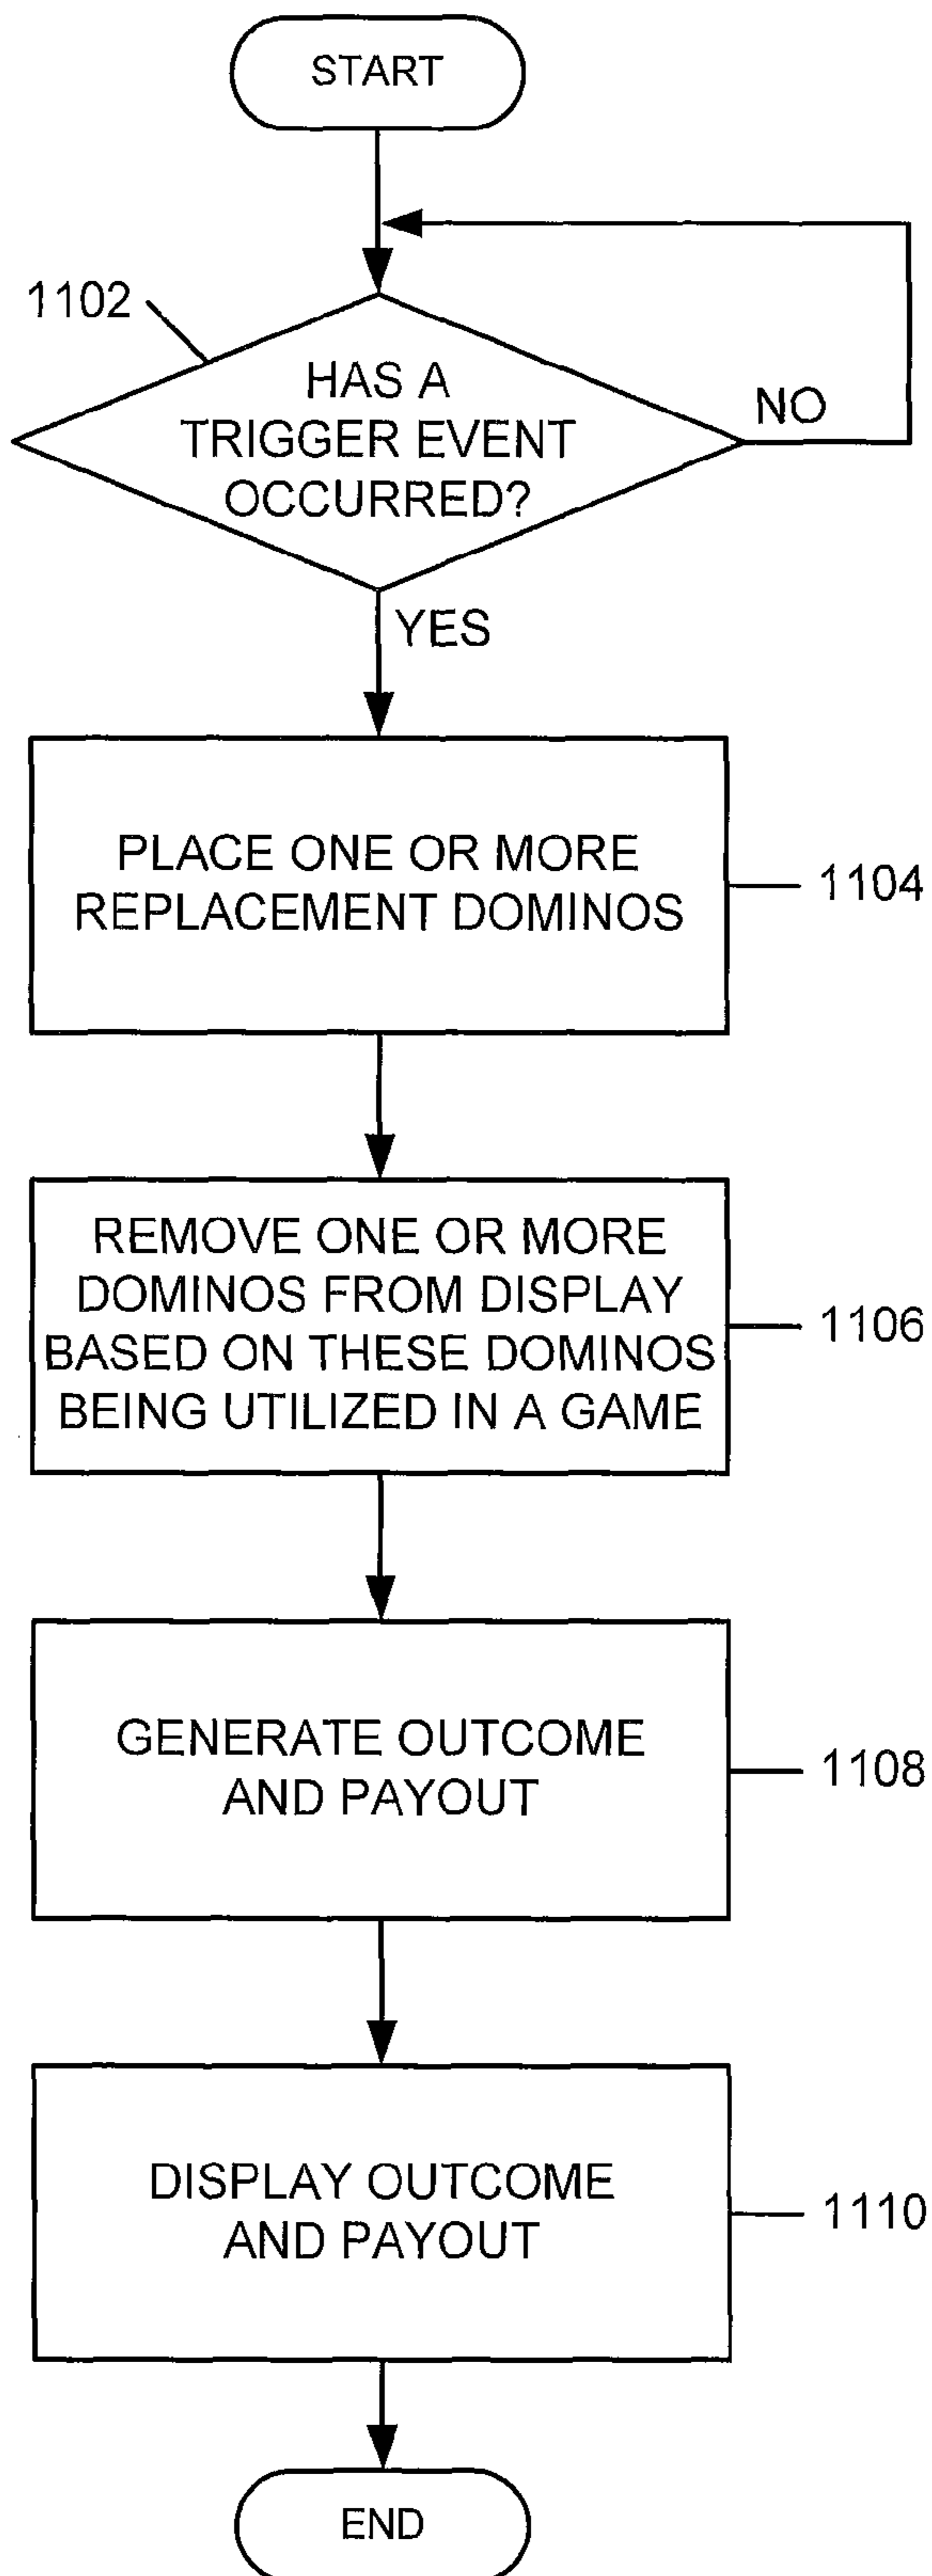 START
1102
HAS A
TRIGGER EVENT
OCCURRED?
NO
YES
PLACE ONE OR MORE
REPLACEMENT DOMINOS
1104
REMOVE ONE OR MORE
DOMINOS FROM DISPLAY
BASED ON THESE DOMINOS
BEING UTILIZED IN A GAME
1106
GENERATE OUTCOME
AND PAYOUT
1108
DISPLAY OUTCOME
AND PAYOUT
1110
END